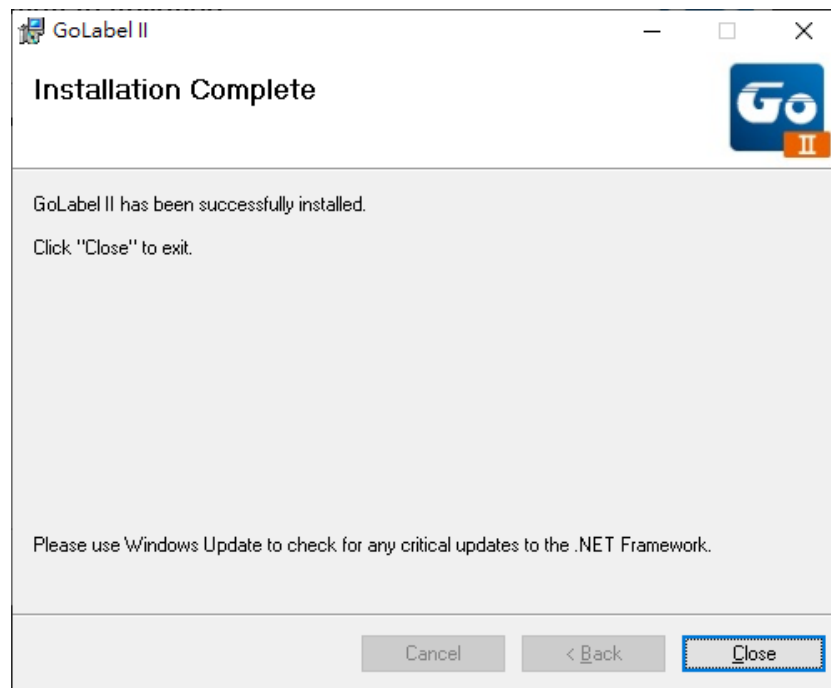 GoLabel II
Installation Complete
Go
II
GoLabel II has been successfully installed.
Click "Close" to exit.
Please use Windows Update to check for any critical updates to the .NET Framework.
Cancel
< Back
Close